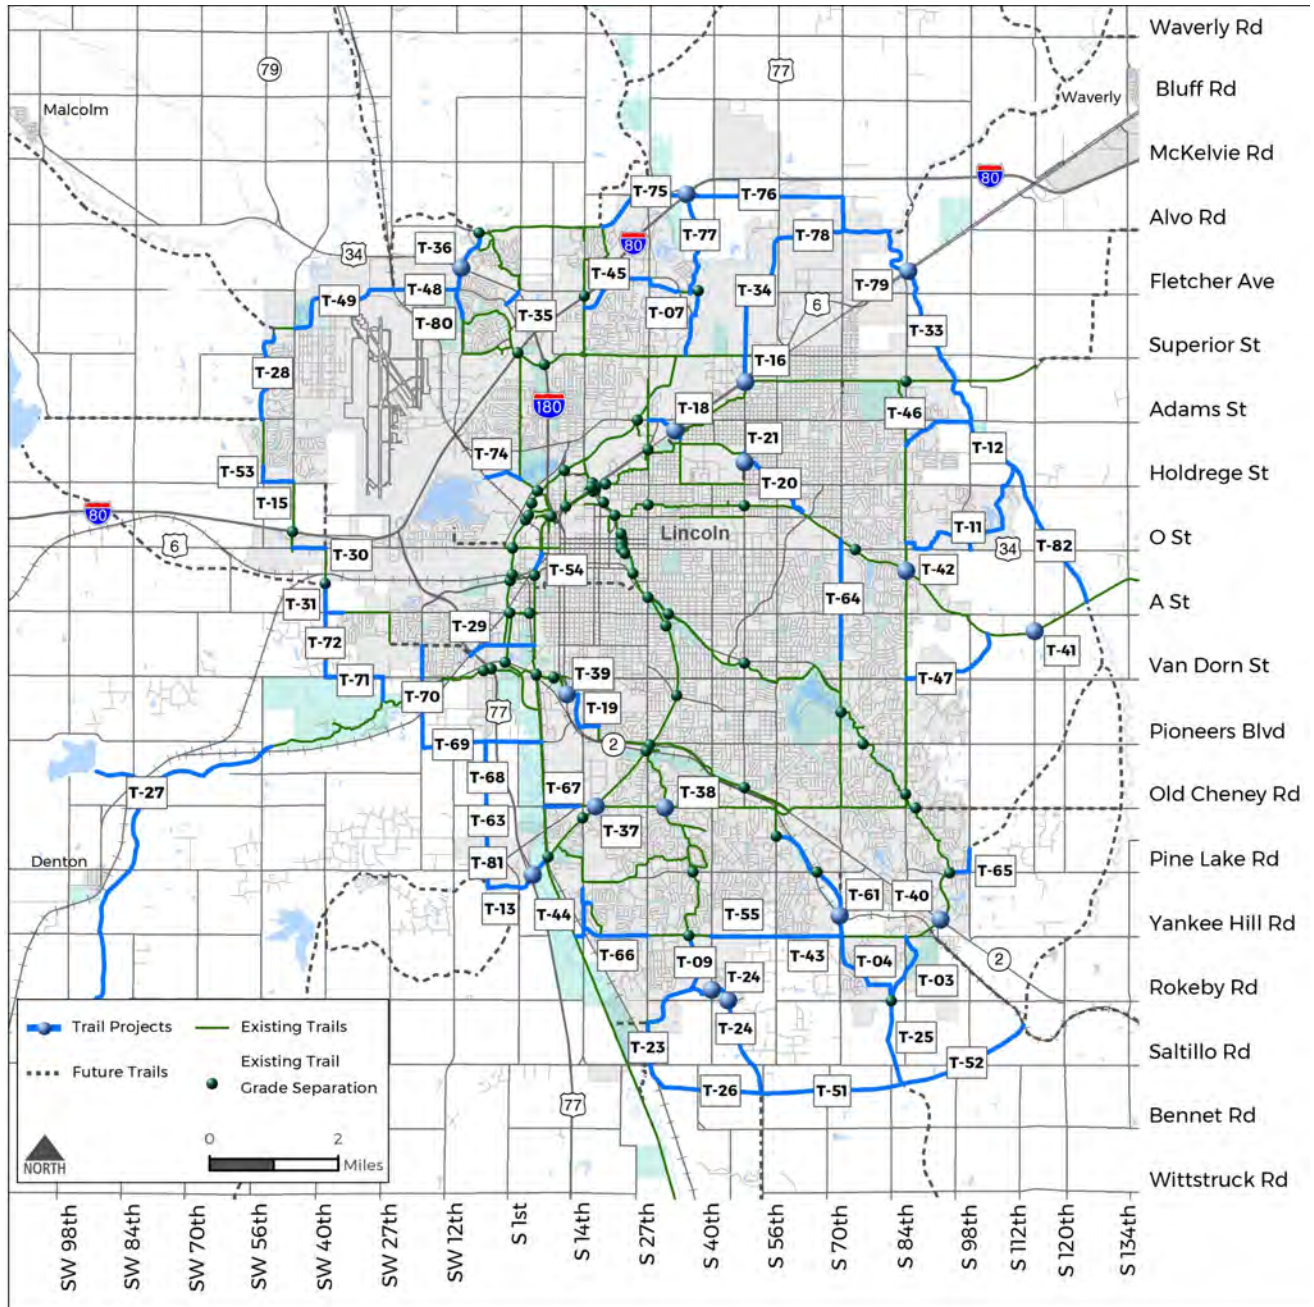 Waverly Rd
79
77
Bluff Rd
Waverly
Malcolm
McKelvie Rd
80
T-75
T-76
Alvo Rd
T-36
T-77
T-78
80
34
T-45
T-79
Fletcher Ave
T-48
T-49
T-34
6
T-80
T-35
T-07
T-33
Superior St
T-16
T-28
180
T-18
Adams St
T-46
T-21
T-12
T-74
T-53
Holdrege St
T-20
T-15
80
T-11
Lincoln
O St
6
T-30
34
T-82
T-54
T-42
T-31
T-64
A St
T-29
T-72
T-41
Van Dorn St
T-39
T-71
T-47
T-70
T-19
77
Pioneers Blvd
T-69
2
T-68
T-27
T-67
T-38
Old Cheney Rd
T-63
T-37
Denton
T-81
Pine Lake Rd
T-65
T-61
T-40
T-13
T-44
T-55
Yankee Hill Rd
T-66
T-43
T-09
T-04
2
T-24
T-03
Rokeby Rd
T-24
T-25
T-23
Saltillo Rd
T-52
T-26
T-51
77
Bennet Rd
Wittstruck Rd
Trail Projects
Existing Trails
Future Trails
Existing Trail
Grade Separation
0
2
Miles
NORTH
SW 98th
SW 84th
SW 70th
SW 56th
SW 40th
SW 27th
SW 12th
S 1st
S 14th
S 27th
S 40th
S 56th
S 70th
S 84th
S 98th
S 112th
S 120th
S 134th